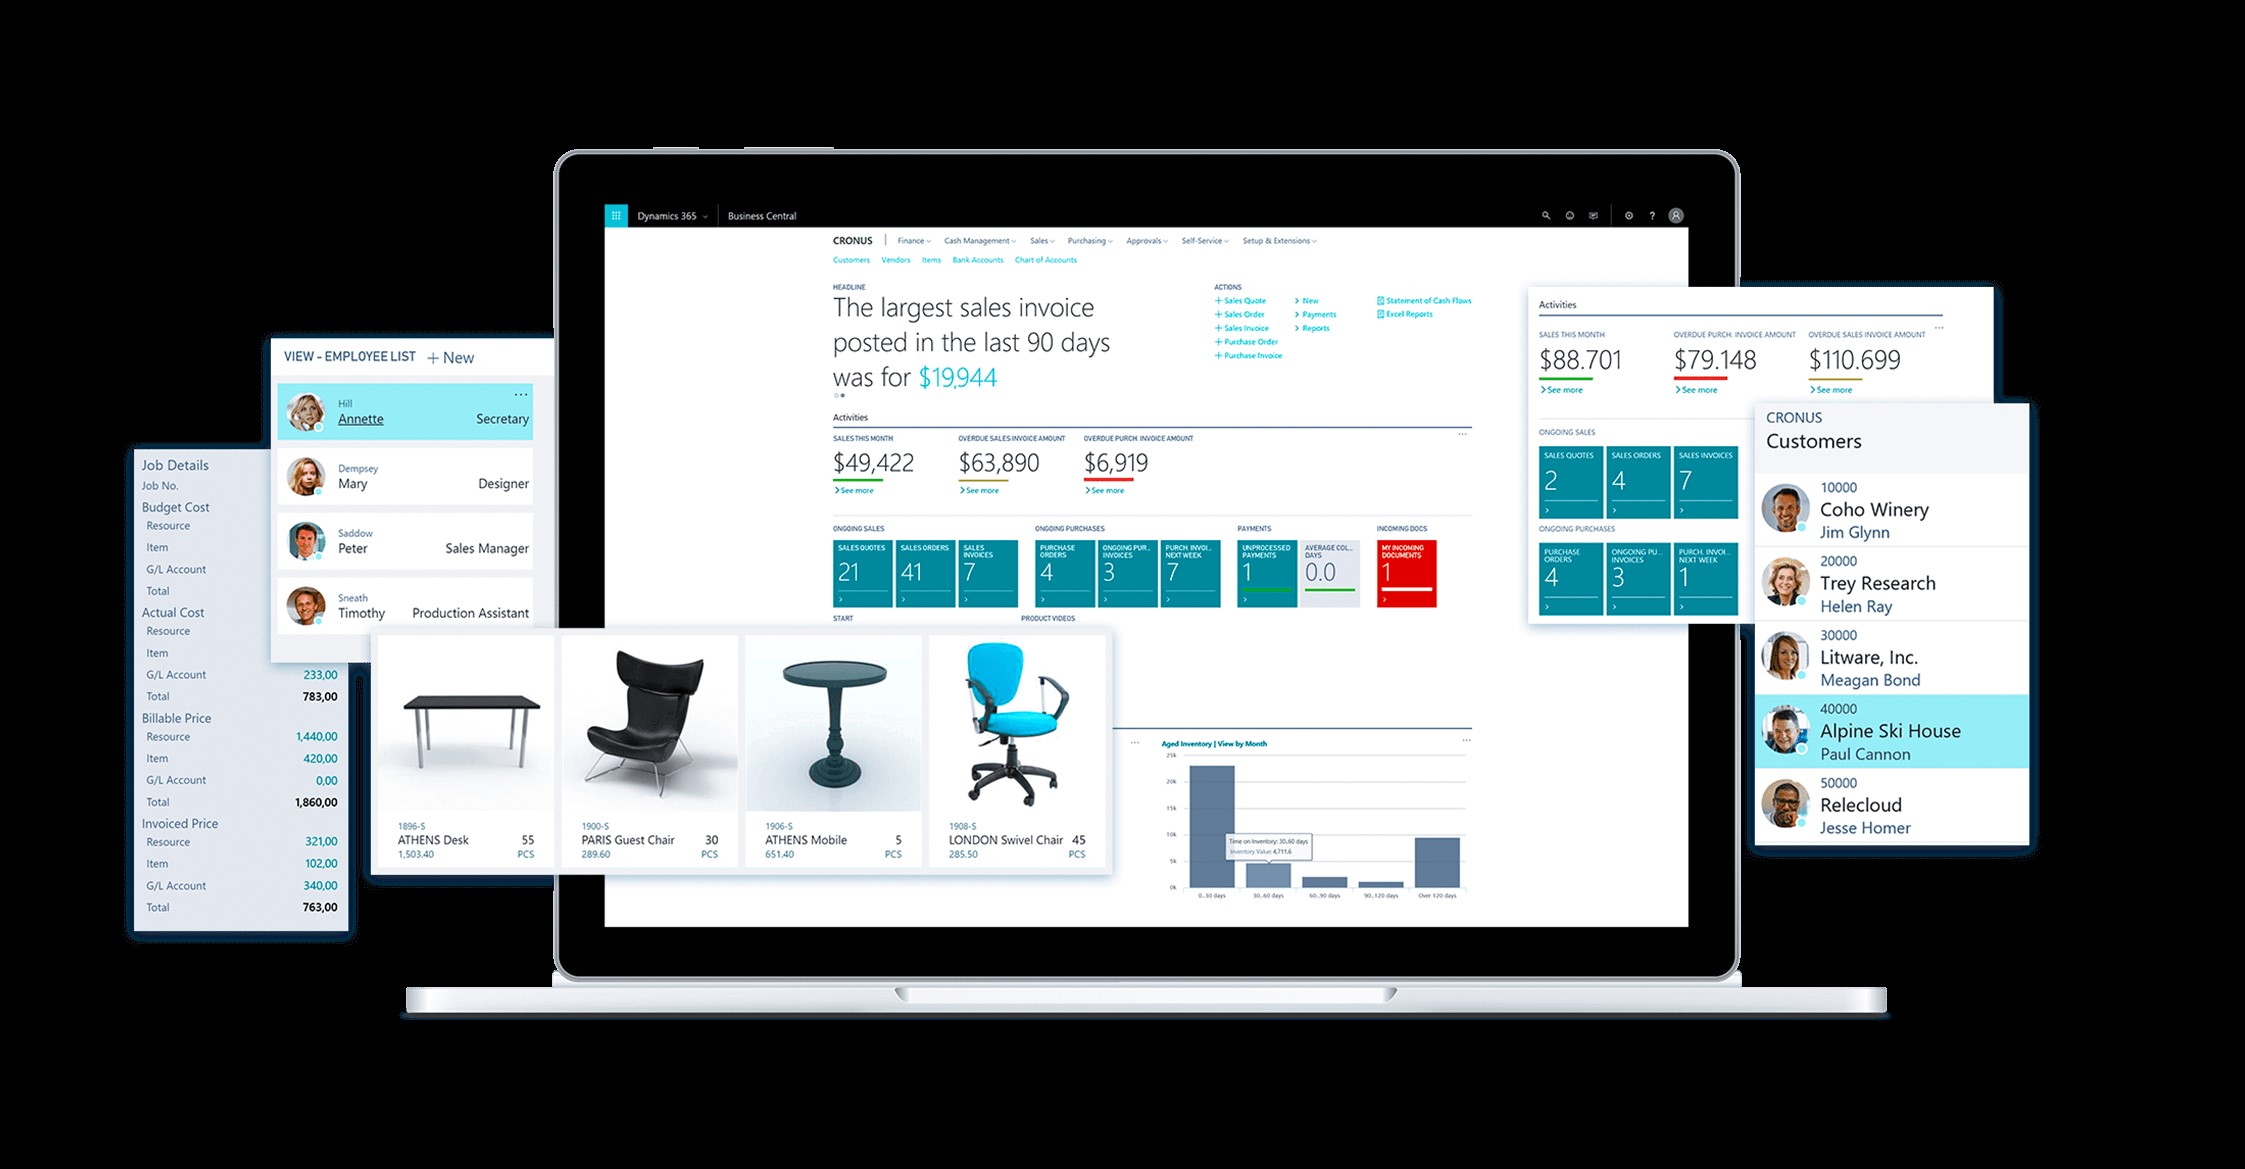 Dynamics 365
Business Central
CRONUS
Finance
Cash Management
Sales
Purchasing
Approvals
Self-Service
Setup & Extensions
Customers
Vendors
Items
Bank Accounts
Chart of Accounts
HEADLINE
The largest sales invoice
posted in the last 90 days
was for $19,944
ACTIONS
+ Sales Quote
+ Sales Order
+ Sales Invoice
+ Purchase Order
+ Purchase Invoice
> New
> Payments
> Reports
Statement of Cash Flows
Excel Reports
Activities
SALES THIS MONTH
$49,422
>See more
OVERDUE SALES INVOICE AMOUNT
$63,890
>See more
OVERDUE PURCH. INVOICE AMOUNT
$6,919
>See more
ONGOING SALES
SALES QUOTES
21
SALES ORDERS
41
SALES
INVOICES
7
ONGOING PURCHASES
PURCHASE
ORDERS
4
ONGOING PUR...
INVOICES
3
PURCH. INVOI...
NEXT WEEK
7
PAYMENTS
UNPROCESSED
PAYMENTS
1
AVERAGE COL...
DAYS
0.0
INCOMING DOCS
MY INCOMING
DOCUMENTS
1
START
PRODUCT VIDEOS
Aged Inventory | View by Month
25k
20k
15k
10k
5k
0k
Time on Inventory: 30..60 days
Inventory Value: 4,711.6
0..30 days
30..60 days
60..90 days
90..120 days
Over 120 days
Job Details
Job No.
Budget Cost
Resource
Item
G/L Account
Total
Actual Cost
Resource
Item
G/L Account 233,00
Total 783,00
Billable Price
Resource 1,440,00
Item 420,00
G/L Account 0,00
Total 1,860,00
Invoiced Price
Resource 321,00
Item 102,00
G/L Account 340,00
Total 763,00
VIEW - EMPLOYEE LIST + New
Hill
Annette Secretary
Dempsey
Mary Designer
Saddow
Peter Sales Manager
Sneath
Timothy Production Assistant
1896-S
ATHENS Desk 55
1,503.40 PCS
1900-S
PARIS Guest Chair 30
289.60 PCS
1906-S
ATHENS Mobile 5
651.40 PCS
1908-S
LONDON Swivel Chair 45
285.50 PCS
Activities
SALES THIS MONTH
$88.701
>See more
OVERDUE PURCH. INVOICE AMOUNT
$79.148
>See more
OVERDUE SALES INVOICE AMOUNT
$110.699
>See more
ONGOING SALES
SALES QUOTES
2
SALES ORDERS
4
SALES INVOICES
7
ONGOING PURCHASES
PURCHASE
ORDERS
4
ONGOING PU...
INVOICES
3
PURCH. INVOI...
NEXT WEEK
1
CRONUS
Customers
10000
Coho Winery
Jim Glynn
20000
Trey Research
Helen Ray
30000
Litware, Inc.
Meagan Bond
40000
Alpine Ski House
Paul Cannon
50000
Relecloud
Jesse Homer